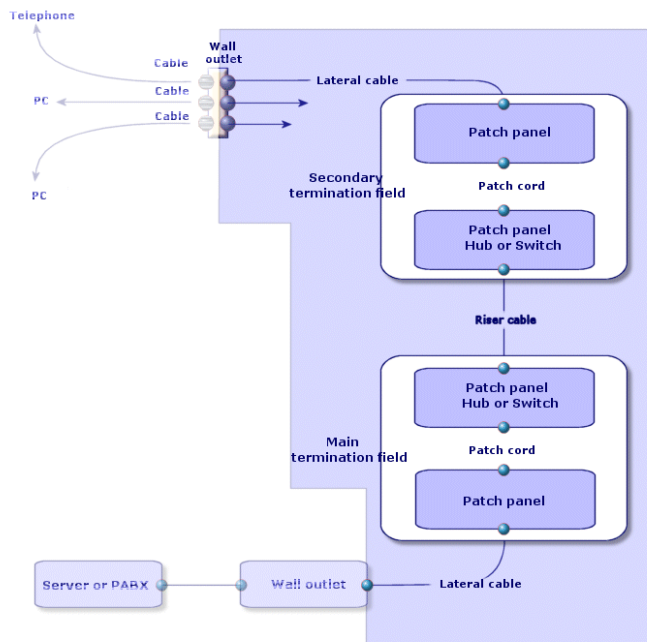 Telephone
Wall
outlet
Cable
Lateral cable
PC
Cable
Cable
Patch panel
Secondary
termination field
Patch cord
PC
Patch panel
Hub or Switch
Riser cable
Patch panel
Hub or Switch
Main
termination field
Patch cord
Patch panel
Server or PABX
Wall outlet
Lateral cable